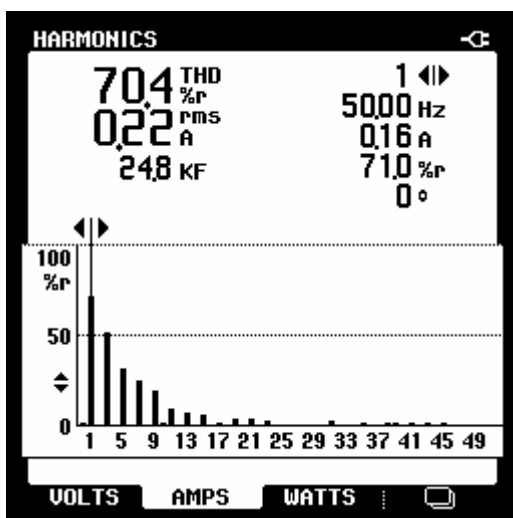 HARMONICS
70.4 THD %r
0.22 rms A
24.8 KF
1
50.00 Hz
0.16 A
71.0 %r
0 °
100
%r
50
0
1 5 9 13 17 21 25 29 33 37 41 45 49
VOLTS AMPS WATTS